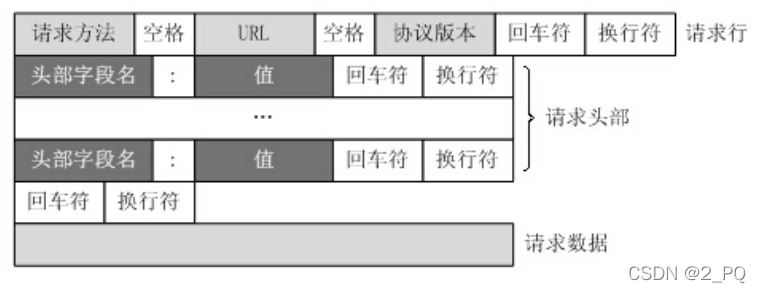 请求方法 空格 URL 空格 协议版本 回车符 换行符 请求行
头部字段名 : 值 回车符 换行符
… 请求头部
头部字段名 : 值 回车符 换行符
回车符 换行符
请求数据
CSDN @2_PQ